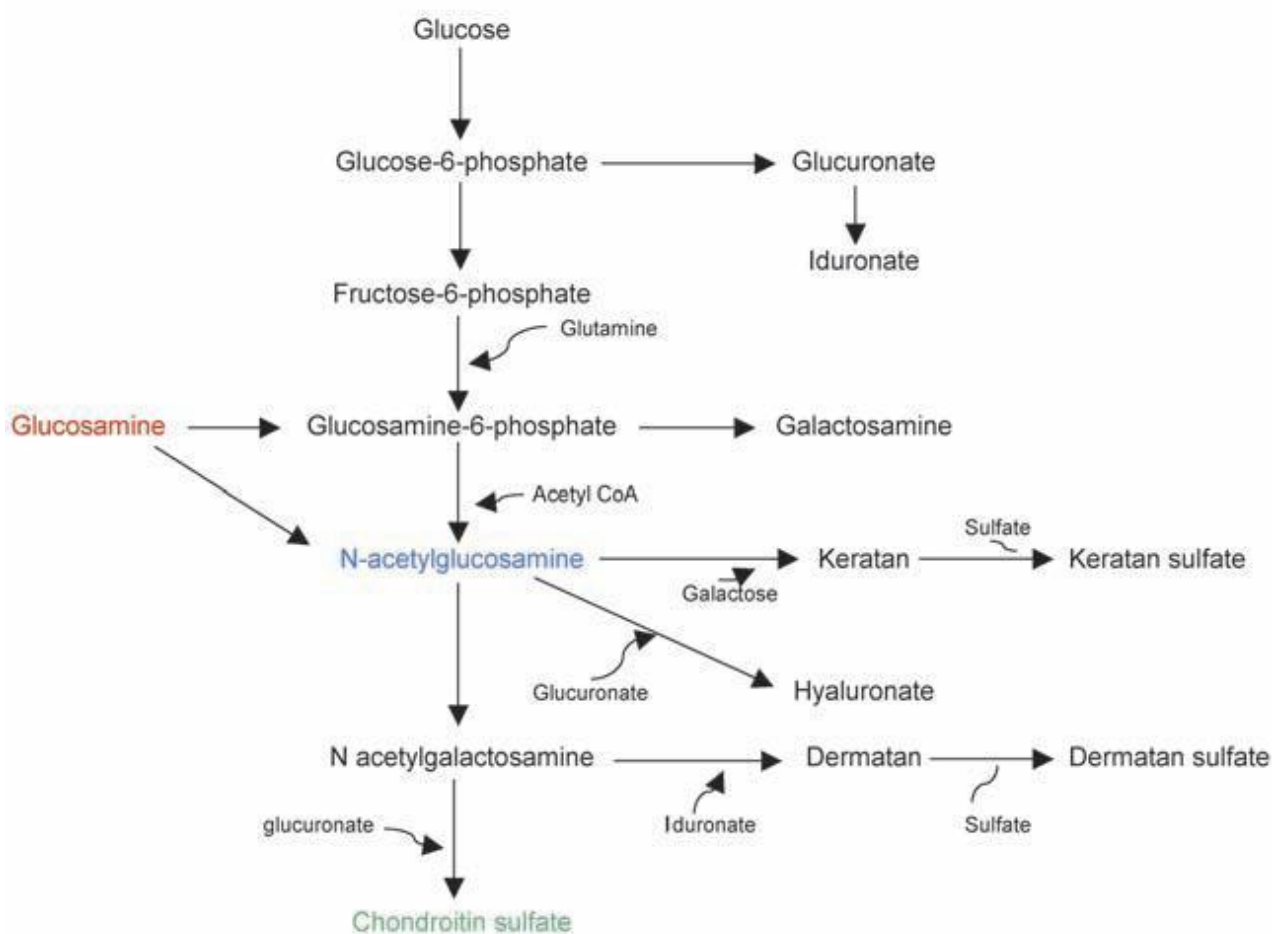 Glucose
Glucose-6-phosphate
Glucuronate
Iduronate
Fructose-6-phosphate
Glutamine
Glucosamine
Glucosamine-6-phosphate
Galactosamine
Acetyl CoA
N-acetylglucosamine
Keratan
Sulfate
Keratan sulfate
Galactose
Glucuronate
Hyaluronate
N acetylgalactosamine
Dermatan
Dermatan sulfate
glucuronate
Iduronate
Sulfate
Chondroitin sulfate